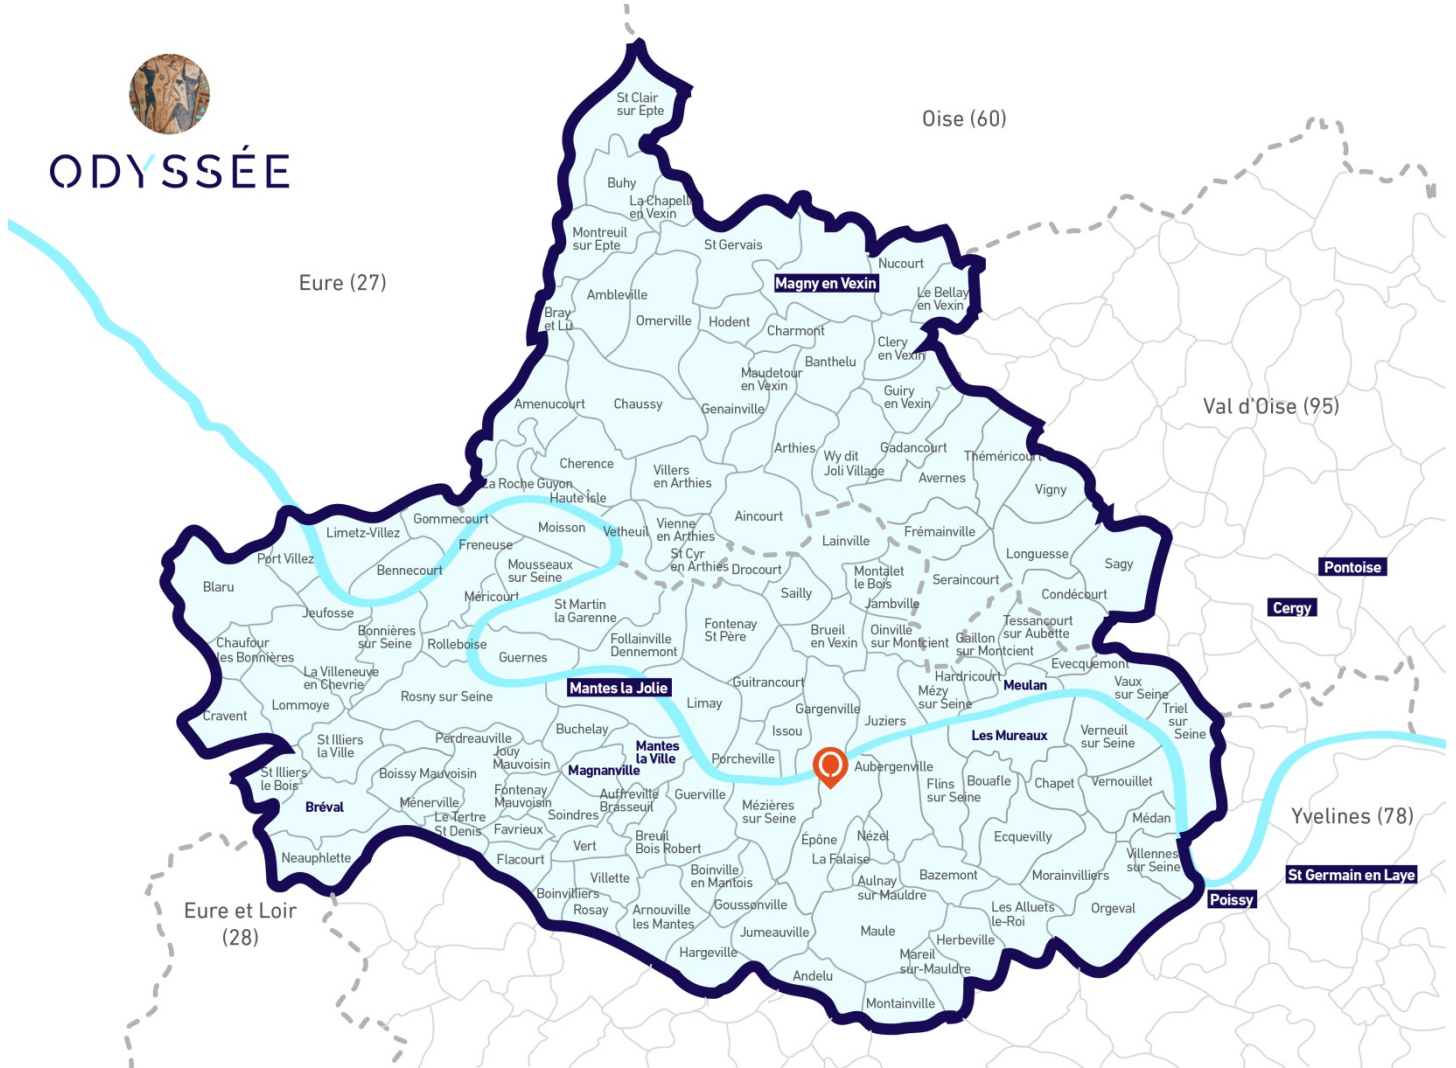 ODYSSÉE
Oise (60)
Eure (27)
Val d'Oise (95)
Yvelines (78)
Eure et Loir
(28)
St Clair
sur Epte
Buhy
La Chapelle
en Vexin
Montreuil
sur Epte
St Gervais
Magny en Vexin
Nucourt
Le Bellay
en Vexin
Ambleville
Bray
et Lu
Omerville
Hodent
Charmont
Clery
en Vexin
Banthelu
Maudetour
en Vexin
Guiry
en Vexin
Amenucourt
Chaussy
Genainville
Arthies
Wy dit
Joli Village
Gadancourt
Avernes
Théméricourt
Vigny
Cherence
La Roche Guyon
Haute Îsle
Villers
en Arthies
Aincourt
Vienne
en Arthies
Vetheuil
Moisson
Gommecourt
Limetz-Villez
Freneuse
Port Villez
Bennecourt
Mousseaux
sur Seine
St Cyr
en Arthies
Drocourt
Lainville
Frémainville
Longuesse
Sagy
Seraincourt
Condécourt
Montalet
le Bois
Jambville
Sailly
Blaru
Jeufosse
Méricourt
St Martin
la Garenne
Fontenay
St Père
Brueil
en Vexin
Oinville
sur Montcient
Gaillon
sur Montcient
Tessancourt
sur Aubette
Chaufour
les Bonnières
Bonnières
sur Seine
Rolleboise
Guernes
Follainville
Dennemont
Evecquemont
Hardricourt
Meulan
Vaux
sur Seine
La Villeneuve
en Chevrie
Lommoye
Rosny sur Seine
Mantes la Jolie
Limay
Guitrancourt
Gargenville
Mézy
sur Seine
Juziers
Triel
sur
Seine
Cravent
St Illiers
la Ville
Perdreauville
Buchelay
Mantes
la Ville
Issou
Les Mureaux
Verneuil
sur Seine
St Illiers
le Bois
Boissy Mauvoisin
Jouy
Mauvoisin
Magnanville
Porcheville
Aubergenville
Flins
sur Seine
Bouafle
Chapet
Vernouillet
Bréval
Ménerville
Fontenay
Mauvoisin
Auffreville
Brasseuil
Guerville
Mézières
sur Seine
Le Tertre
St Denis
Favrieux
Soindres
Médan
Neauphlette
Flacourt
Vert
Breuil
Bois Robert
Épône
Nézel
La Falaise
Ecquevilly
Villennes
sur Seine
Boinvilliers
Villette
Boinville
en Mantois
Aulnay
sur Mauldre
Bazemont
Morainvilliers
Rosay
Arnouville
les Mantes
Goussonville
Les Alluets
le-Roi
Orgeval
Hargeville
Jumeauville
Maule
Herbeville
Mareil
sur-Mauldre
Andelu
Montainville
Pontoise
Cergy
St Germain en Laye
Poissy